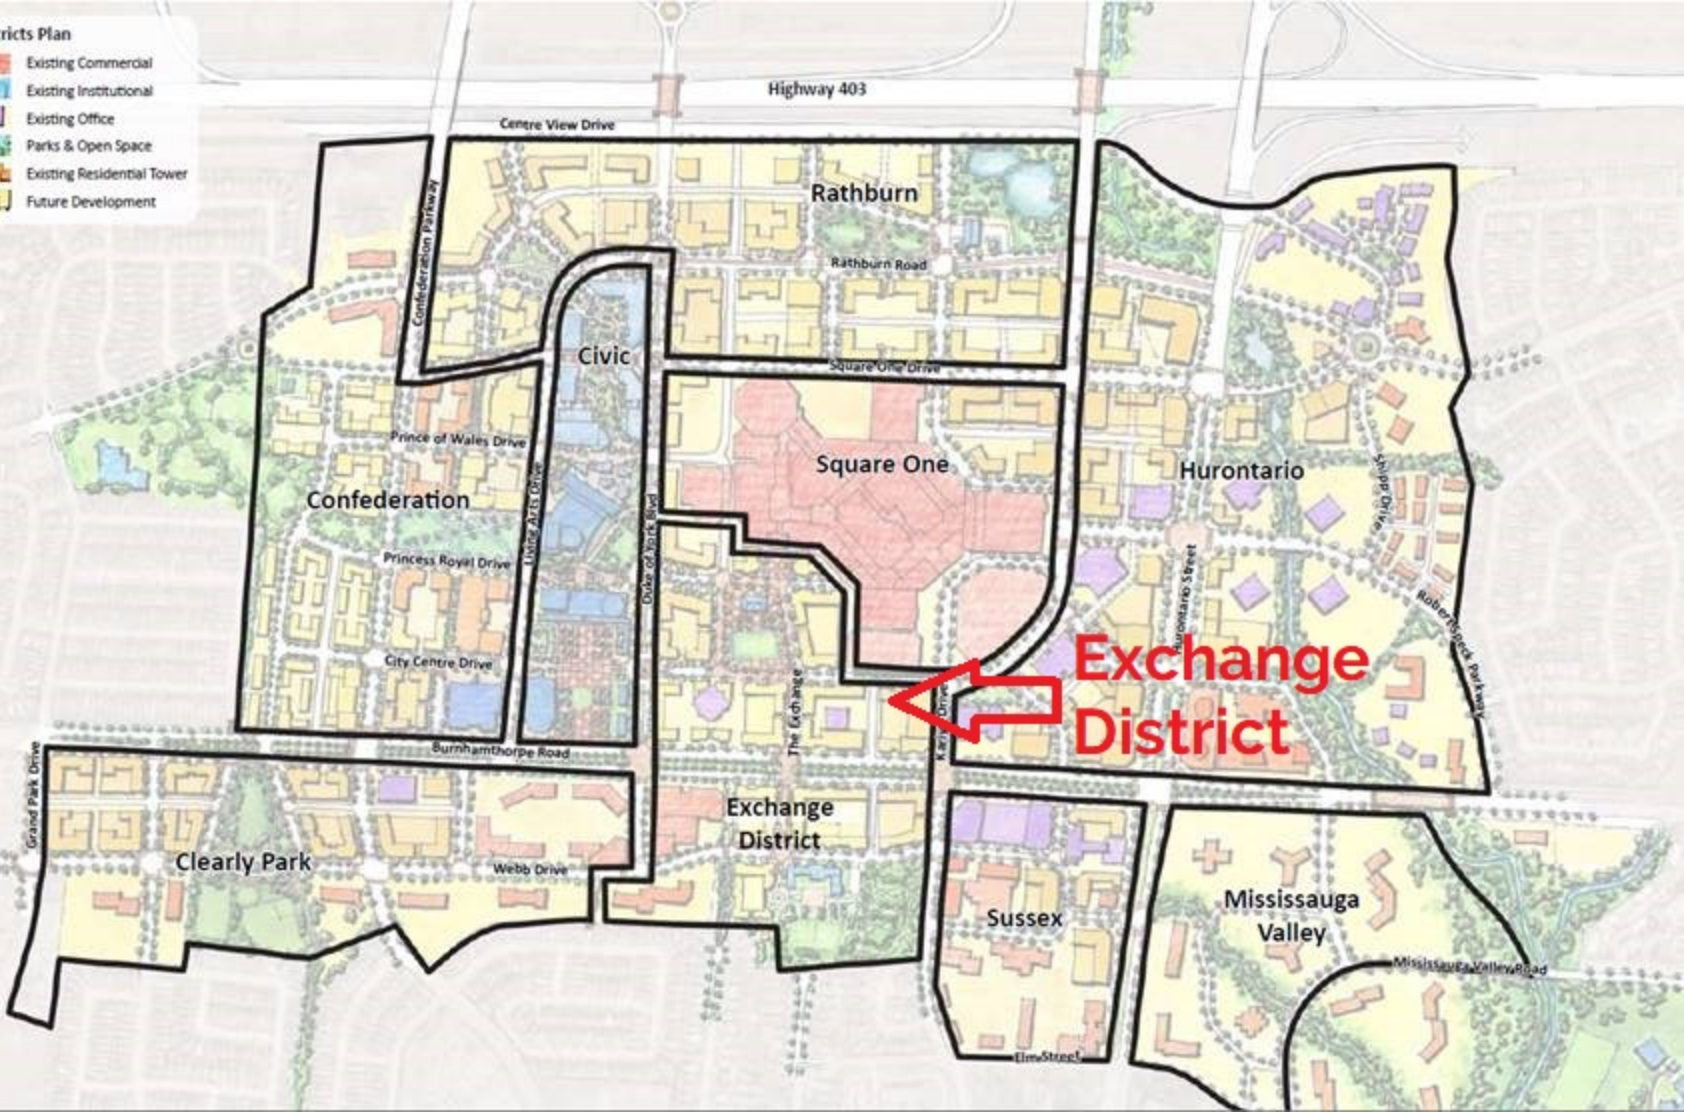 ricts Plan
Existing Commercial
Existing Institutional
Existing Office
Parks & Open Space
Existing Residential Tower
Future Development
Highway 403
Centre View Drive
Confederation Parkway
Rathburn
Rathburn Road
Civic
Square One Drive
Prince of Wales Drive
Square One
Hurontario
Shipp Drive
Confederation
Living Arts Drive
Duke of York Blvd
Princess Royal Drive
Hurontario Street
Robert Speck Parkway
City Centre Drive
The Exchange
Exchange
District
Burnhamthorpe Road
Grand Park Drive
Exchange
District
Clearly Park
Webb Drive
Sussex
Mississauga
Valley
Mississauga Valley Road
Elm Street